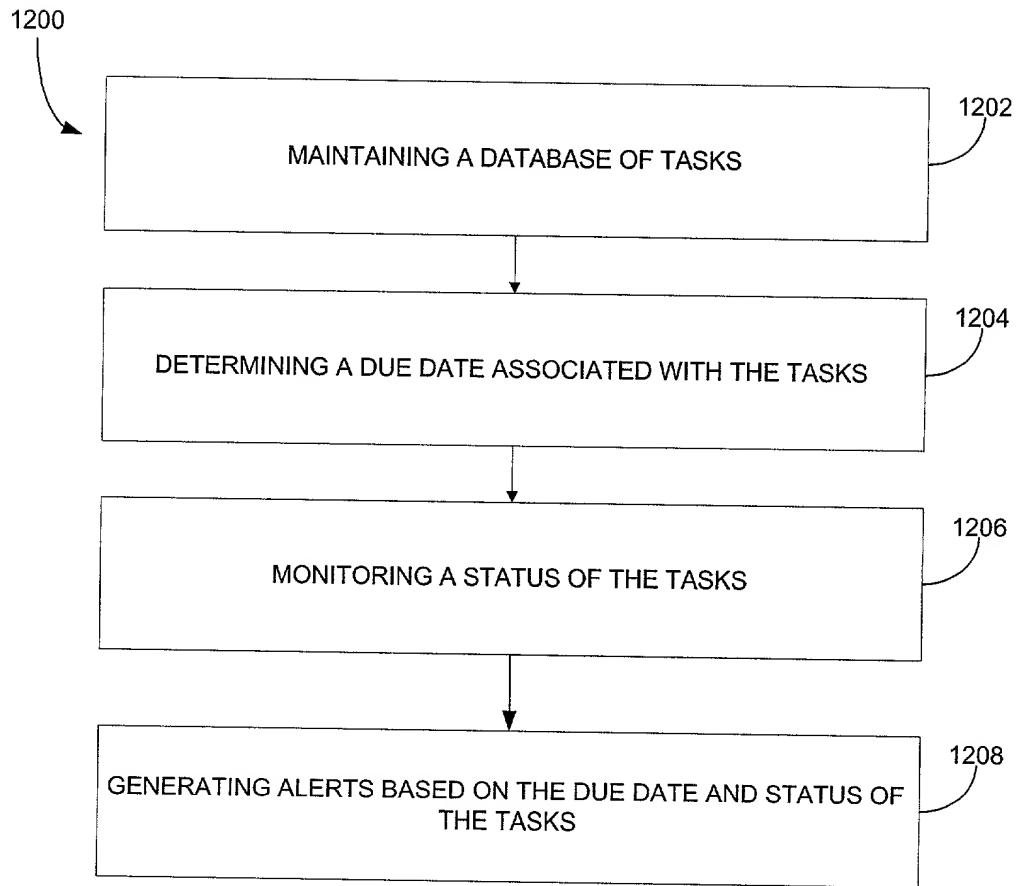 1200
1202
MAINTAINING A DATABASE OF TASKS
1204
DETERMINING A DUE DATE ASSOCIATED WITH THE TASKS
1206
MONITORING A STATUS OF THE TASKS
1208
GENERATING ALERTS BASED ON THE DUE DATE AND STATUS OF
THE TASKS